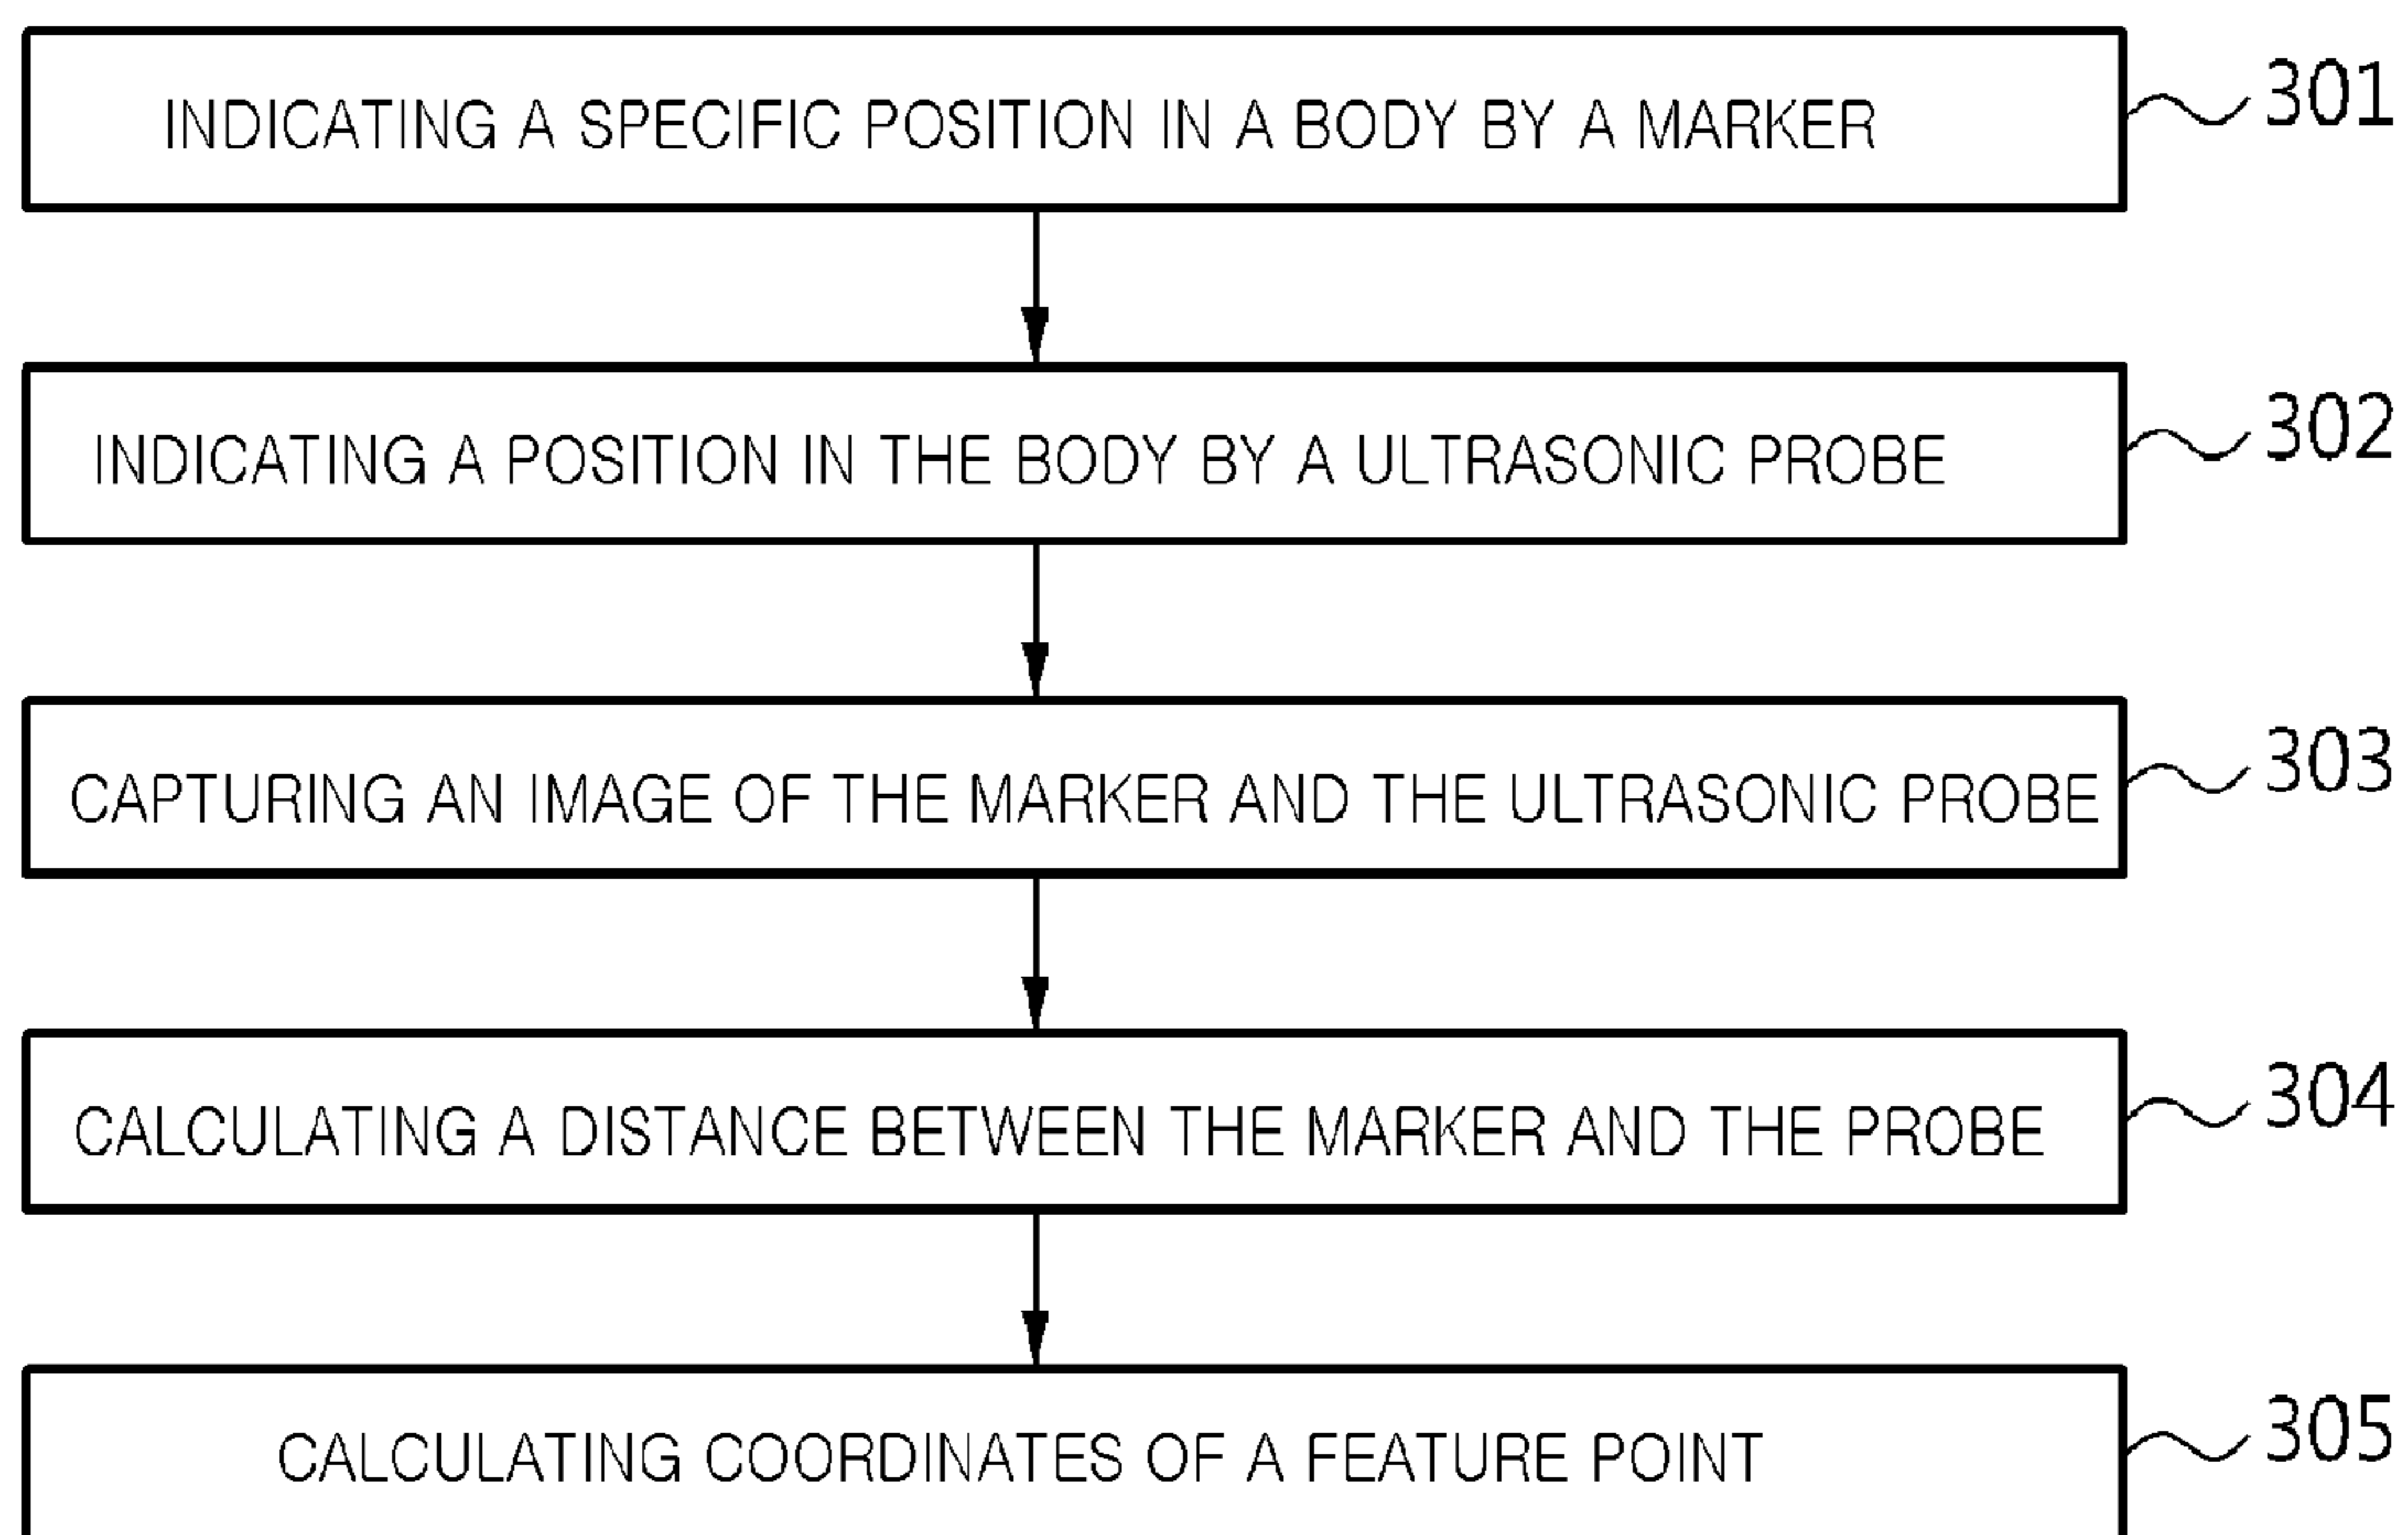 INDICATING A SPECIFIC POSITION IN A BODY BY A MARKER 301
INDICATING A POSITION IN THE BODY BY A ULTRASONIC PROBE 302
CAPTURING AN IMAGE OF THE MARKER AND THE ULTRASONIC PROBE 303
CALCULATING A DISTANCE BETWEEN THE MARKER AND THE PROBE 304
CALCULATING COORDINATES OF A FEATURE POINT 305